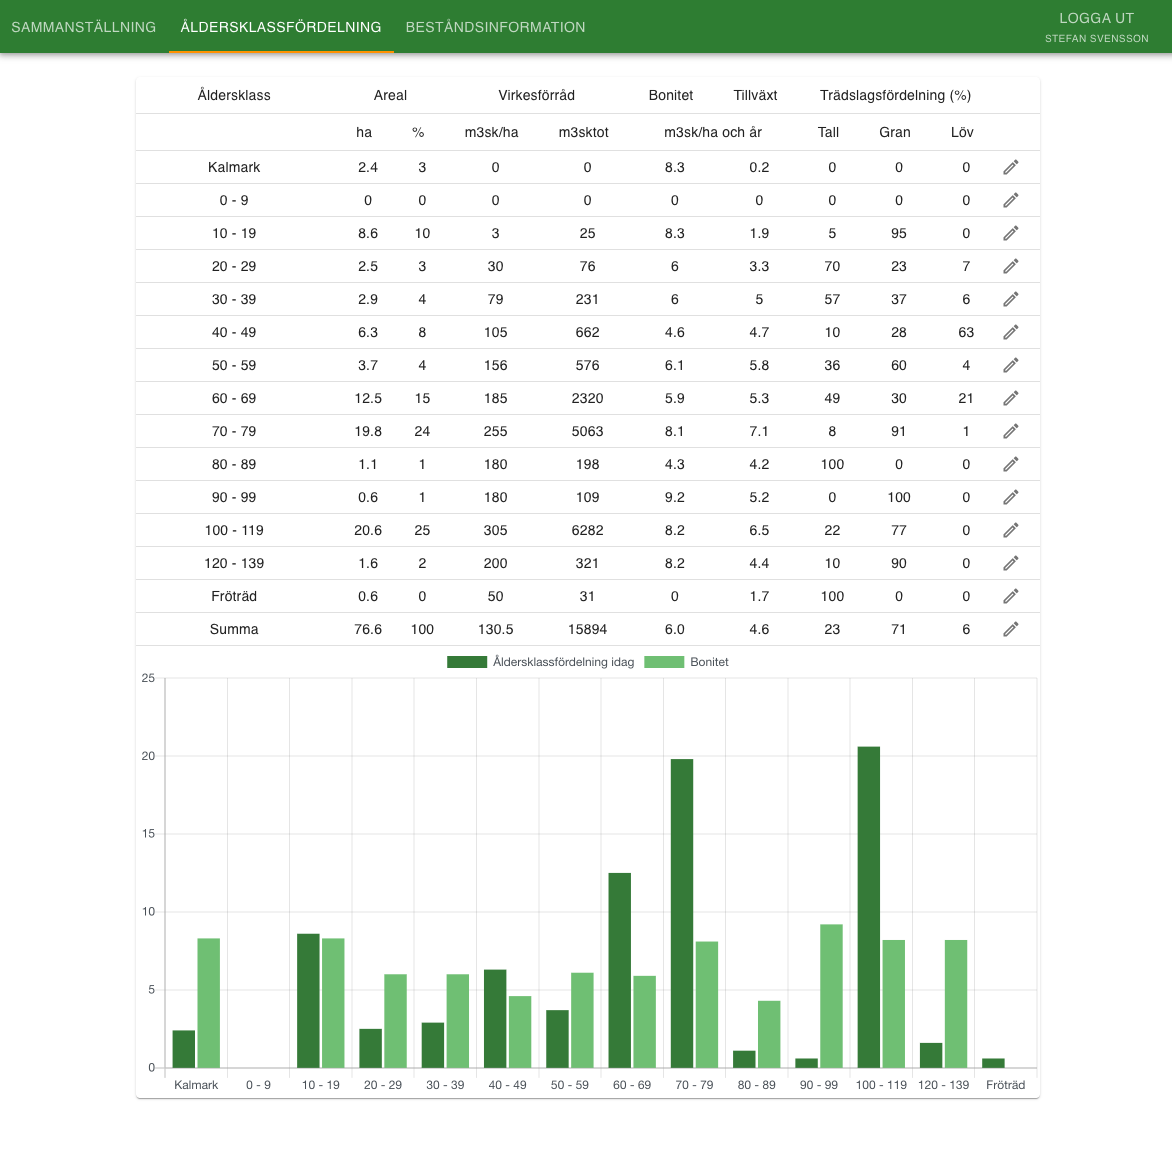 SAMMANSTÄLLNING ÅLDERSKLASSFÖRDELNING BESTÅNDSINFORMATION LOGGA UT
STEFAN SVENSSON
Åldersklass Areal Virkesförråd Bonitet Tillväxt Trädslagsfördelning (%)
ha % m3sk/ha m3sktot m3sk/ha och år Tall Gran Löv
Kalmark 2.4 3 0 0 8.3 0.2 0 0 0
0 - 9 0 0 0 0 0 0 0 0 0
10 - 19 8.6 10 3 25 8.3 1.9 5 95 0
20 - 29 2.5 3 30 76 6 3.3 70 23 7
30 - 39 2.9 4 79 231 6 5 57 37 6
40 - 49 6.3 8 105 662 4.6 4.7 10 28 63
50 - 59 3.7 4 156 576 6.1 5.8 36 60 4
60 - 69 12.5 15 185 2320 5.9 5.3 49 30 21
70 - 79 19.8 24 255 5063 8.1 7.1 8 91 1
80 - 89 1.1 1 180 198 4.3 4.2 100 0 0
90 - 99 0.6 1 180 109 9.2 5.2 0 100 0
100 - 119 20.6 25 305 6282 8.2 6.5 22 77 0
120 - 139 1.6 2 200 321 8.2 4.4 10 90 0
Fröträd 0.6 0 50 31 0 1.7 100 0 0
Summa 76.6 100 130.5 15894 6.0 4.6 23 71 6
Åldersklassfördelning idag Bonitet
25
20
15
10
5
0
Kalmark 0 - 9 10 - 19 20 - 29 30 - 39 40 - 49 50 - 59 60 - 69 70 - 79 80 - 89 90 - 99 100 - 119 120 - 139 Fröträd